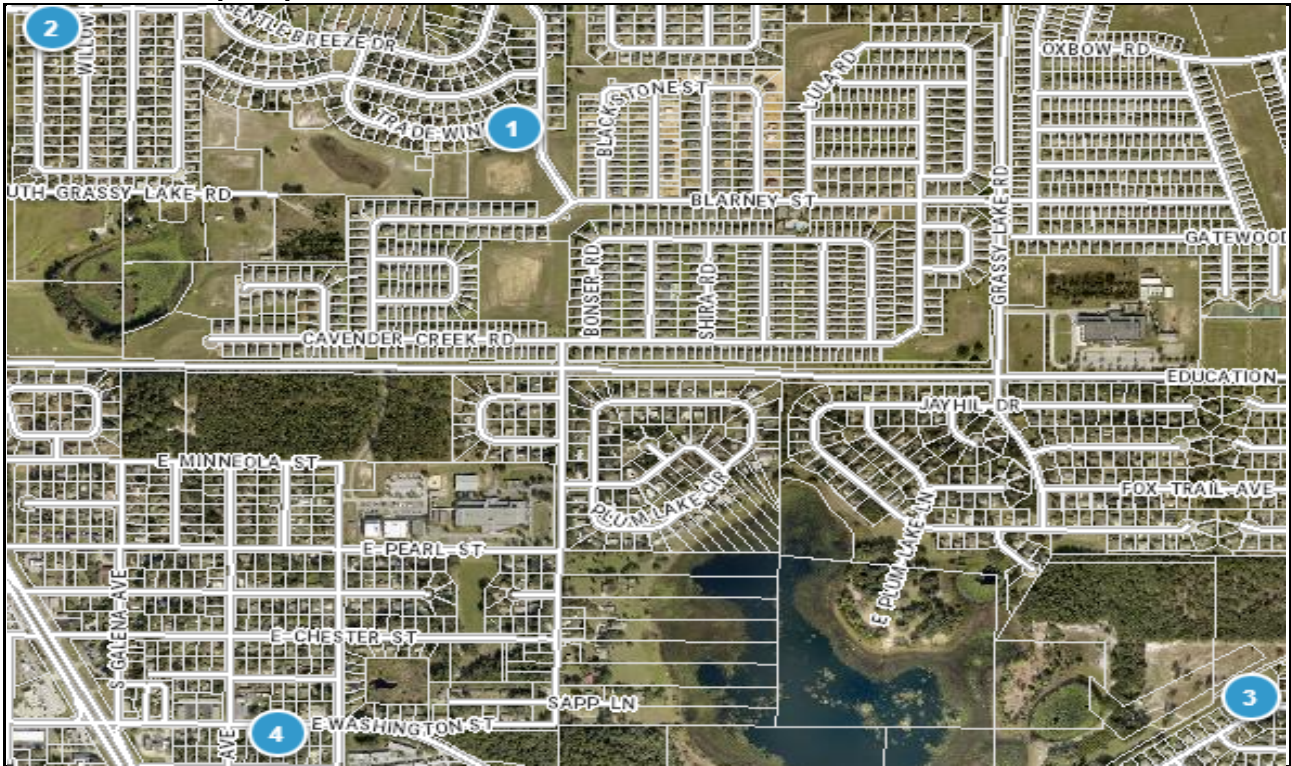 2
WILLOW
GENTLE BREEZE DR
OXBOW RD
LULA RD
BLACKSTONE ST
TRADE WIN
1
UTH GRASSY LAKE RD
BLARNEY ST
GRASSY LAKE RD
GATEWOOD
BONSER RD
SHIRA RD
CAVENDER CREEK RD
EDUCATION
JAYHIL DR
E MINNEOLA ST
PLUM LAKE CIR
FOX TRAIL AVE
E PEARL ST
E PLUM LAKE LN
S GALENA AVE
E CHESTER ST
3
SAPP LN
E WASHINGTON ST
4
AVE